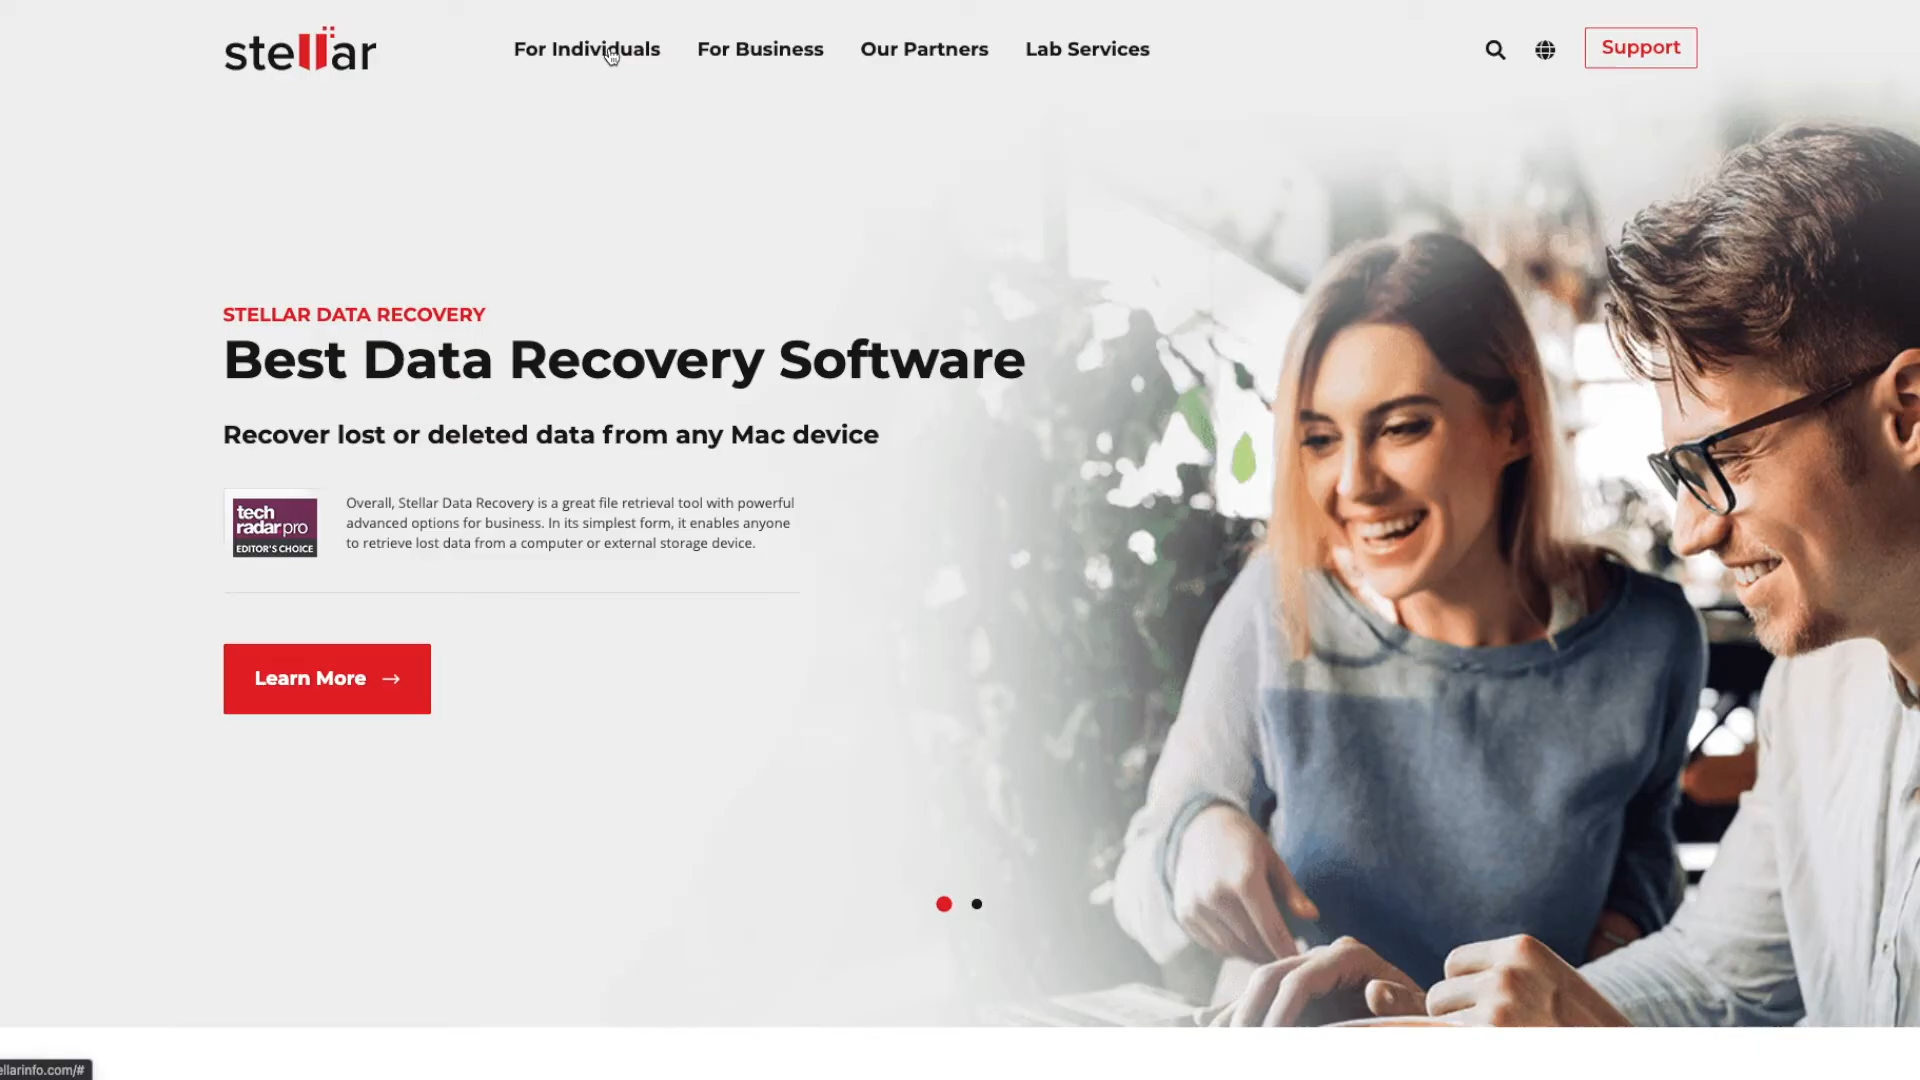 stellar
For Individuals
For Business
Our Partners
Lab Services
Support
STELLAR DATA RECOVERY
Best Data Recovery Software
Recover lost or deleted data from any Mac device
tech
radar pro
EDITOR'S CHOICE
Overall, Stellar Data Recovery is a great file retrieval tool with powerful
advanced options for business. In its simplest form, it enables anyone
to retrieve lost data from a computer or external storage device.
Learn More →
ellarinfo.com/#